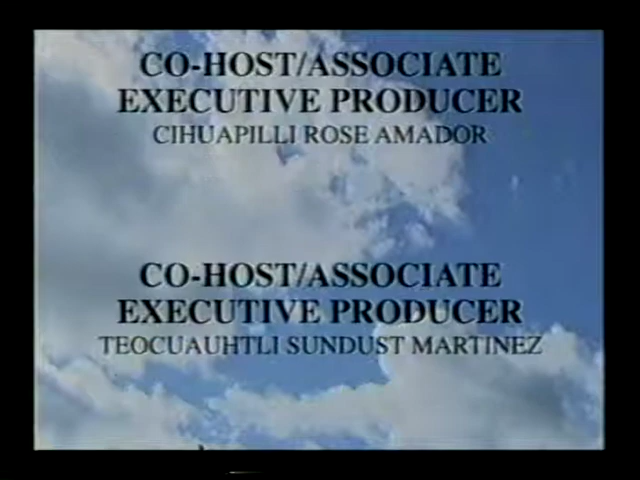 CO-HOST/ASSOCIATE
EXECUTIVE PRODUCER
CIHUAPILLI ROSE AMADOR
CO-HOST/ASSOCIATE
EXECUTIVE PRODUCER
TEOCUAUHTLI SUNDUST MARTINEZ